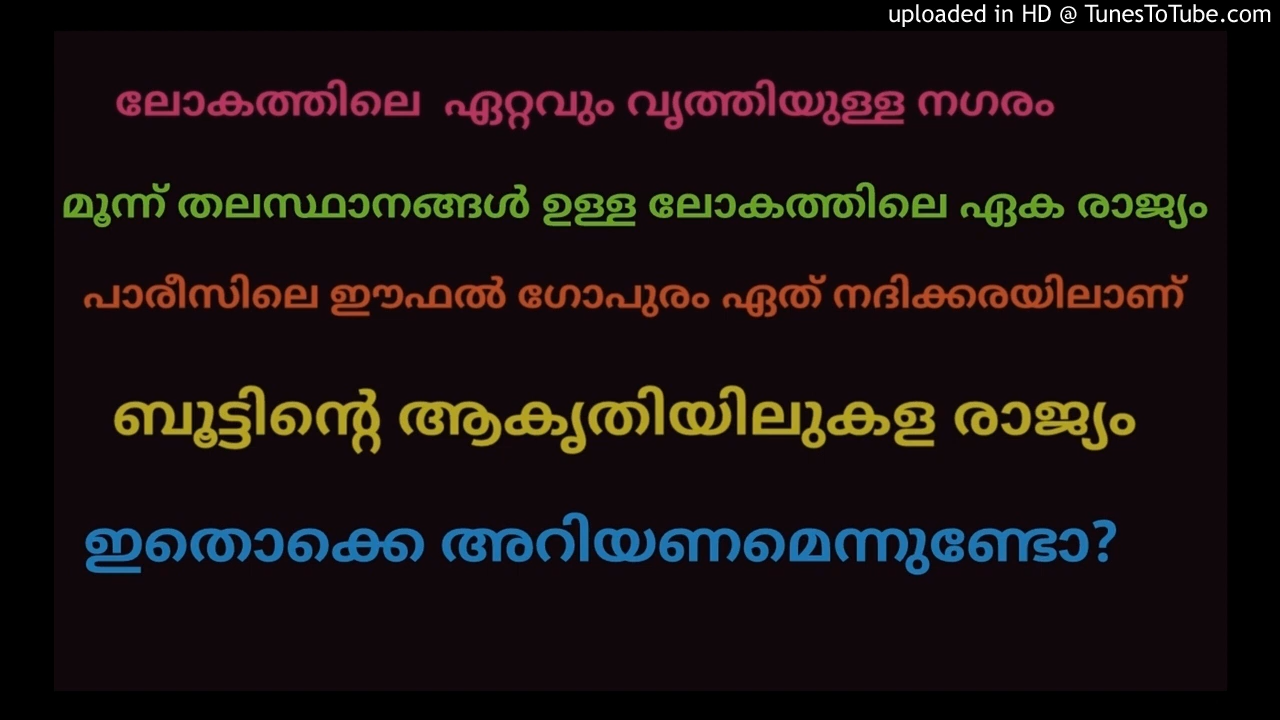 uploaded in HD @ TunesToTube.com
ലോകത്തിലെ ഏറ്റവും വൃത്തിയുള്ള നഗരം
മൂന്ന് തലസ്ഥാനങ്ങൾ ഉള്ള ലോകത്തിലെ ഏക രാജ്യം
പാരീസിലെ ഈഫൽ ഗോപുരം ഏത് നദിക്കരയിലാണ്
ബൂട്ടിന്റെ ആകൃതിയിലുകള രാജ്യം
ഇതൊക്കെ അറിയണമെന്നുണ്ടോ?